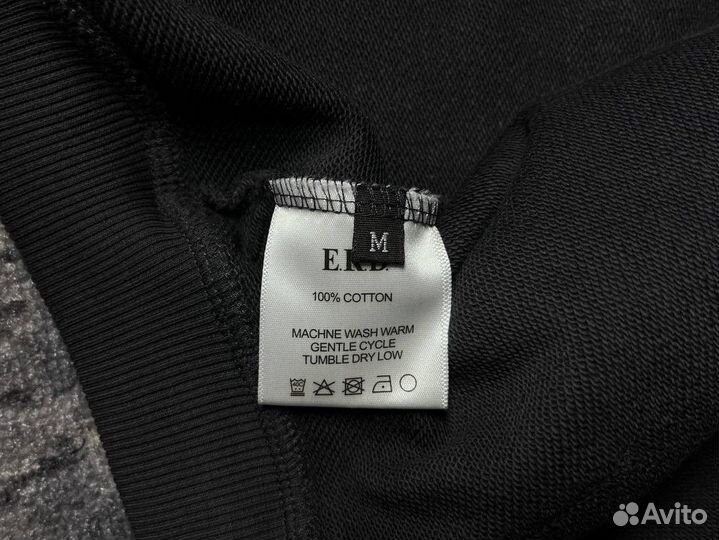 M
E.R.D.
100% COTTON
MACHNE WASH WARM
GENTLE CYCLE
TUMBLE DRY LOW
Avito